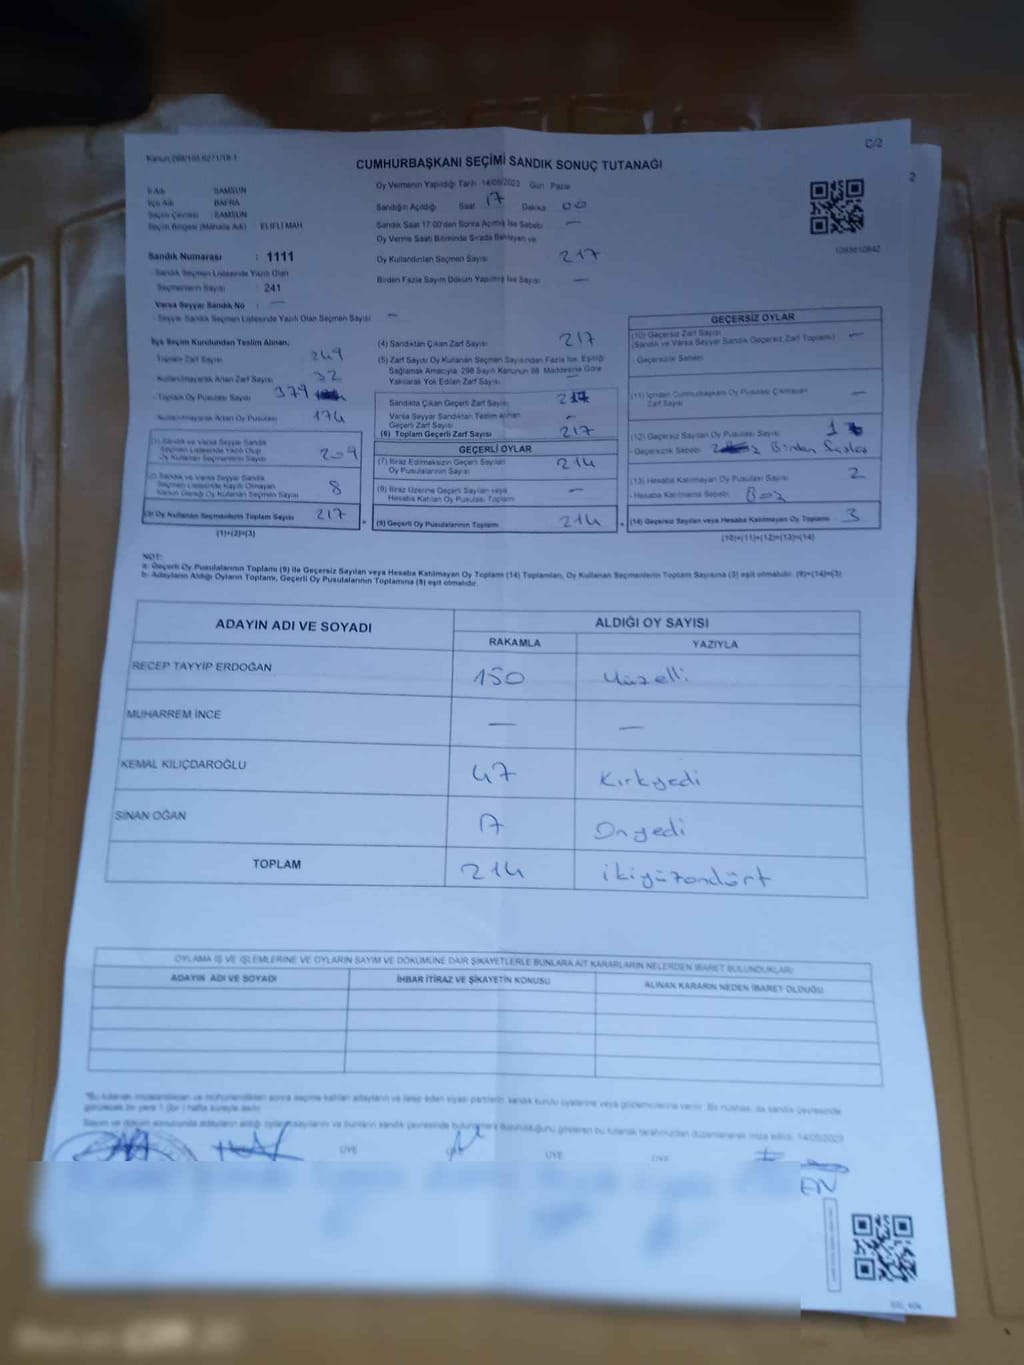 Kanun:298/105,6271/18-1
C/2
CUMHURBAŞKANI SEÇİMİ SANDIK SONUÇ TUTANAĞI
2
İl Adı : SAMSUN
İlçe Adı : BAFRA
Seçim Çevresi : SAMSUN
Seçim Bölgesi (Mahalle Adı) ELİFLİ MAH.
Sandık Numarası : 1111
- Sandık Seçmen Listesinde Yazılı Olan
Seçmenlerin Sayısı : 241
Varsa Seyyar Sandık No : —
- Seyyar Sandık Seçmen Listesinde Yazılı Olan Seçmen Sayısı —
Oy Vermenin Yapıldığı Tarih 14/05/2023 Gün Pazar
Sandığın Açıldığı Saat 17 Dakika 00
Sandık Saat 17:00'den Sonra Açılmış İse Sebebi —
Oy Verme Saati Bitiminde Sırada Bekleyen ve
Oy Kullandırılan Seçmen Sayısı 217
Birden Fazla Sayım Döküm Yapılmış İse Sayısı —
1093610842
İlçe Seçim Kurulundan Teslim Alınan;
- Toplam Zarf Sayısı 249
- Kullanılmayarak Artan Zarf Sayısı 32
- Toplam Oy Pusulası Sayısı 379
- Kullanılmayarak Artan Oy Pusulası 174
(1) Sandık ve Varsa Seyyar Sandık
Seçmen Listesinde Yazılı Olup
Oy Kullanan Seçmenlerin Sayısı 209
(2) Sandık ve Varsa Seyyar Sandık
Seçmen Listesinde Kayıtlı Olmayan
Kanun Gereği Oy Kullanan Seçmen Sayısı 8
(3) Oy Kullanan Seçmenlerin Toplam Sayısı 217
(1)+(2)=(3)
(4) Sandıktan Çıkan Zarf Sayısı 217
(5) Zarf Sayısı Oy Kullanan Seçmen Sayısından Fazla İse, Eşitliği
Sağlamak Amacıyla, 298 Sayılı Kanunun 98. Maddesine Göre
Yakılarak Yok Edilen Zarf Sayısı —
Sandıkta Çıkan Geçerli Zarf Sayısı 217
Varsa Seyyar Sandıktan Teslim Alınan
Geçerli Zarf Sayısı —
(6) Toplam Geçerli Zarf Sayısı 217
GEÇERLİ OYLAR
(7) İtiraz Edilmeksizin Geçerli Sayılan
Oy Pusulalarının Sayısı 214
(8) İtiraz Üzerine Geçerli Sayılan veya
Hesaba Katılmayan Oy Pusulası Toplamı —
(9) Geçerli Oy Pusulalarının Toplamı 214
GEÇERSİZ OYLAR
(10) Geçersiz Zarf Sayısı
(Sandık ve Varsa Seyyar Sandık Geçersiz Zarf Toplamı) —
- Geçersizlik Sebebi
(11) İçinden Cumhurbaşkanı Oy Pusulası Çıkmayan
Zarf Sayısı —
(12) Geçersiz Sayılan Oy Pusulası Sayısı 1
- Geçersizlik Sebebi Birden
(13) Hesaba Katılmayan Oy Pusulası Sayısı 2
- Hesaba Katılmama Sebebi Boş
(14) Geçersiz Sayılan veya Hesaba Katılmayan Oy Toplamı 3
(10)+(11)+(12)+(13)=(14)
NOT:
a- Geçerli Oy Pusulalarının Toplamı (9) ile Geçersiz Sayılan veya Hesaba Katılmayan Oy Toplamı (14) Toplamları, Oy Kullanan Seçmenlerin Toplam Sayısına (3) eşit olmalıdır. (9)+(14)=(3)
b- Adayların Aldığı Oyların Toplamı, Geçerli Oy Pusulalarının Toplamına (9) eşit olmalıdır.
ADAYIN ADI VE SOYADI
ALDIĞI OY SAYISI
RAKAMLA YAZIYLA
RECEP TAYYİP ERDOĞAN 150 Yüzelli
MUHARREM İNCE — —
KEMAL KILIÇDAROĞLU 47 Kırkyedi
SİNAN OĞAN 17 Onyedi
TOPLAM 214 ikiyüzondört
OYLAMA İŞ VE İŞLEMLERİNE VE OYLARIN SAYIM VE DÖKÜMÜNE DAİR ŞİKAYETLERLE BUNLARA AİT KARARLARIN NELERDEN İBARET BULUNDUKLARI
ADAYIN ADI VE SOYADI İHBAR İTİRAZ VE ŞİKAYETİN KONUSU ALINAN KARARIN NEDEN İBARET OLDUĞU
ÜYE ÜYE ÜYE